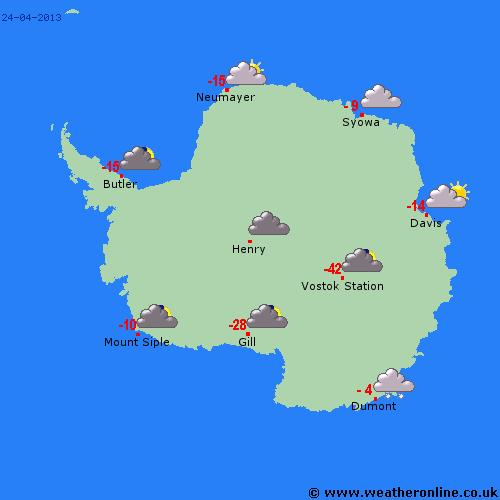 24-04-2013
-15
Neumayer
- 9
Syowa
-15
Butler
-14
Davis
Henry
-42
Vostok Station
-10
Mount Siple
-28
Gill
- 4
Dumont
© www.weatheronline.co.uk